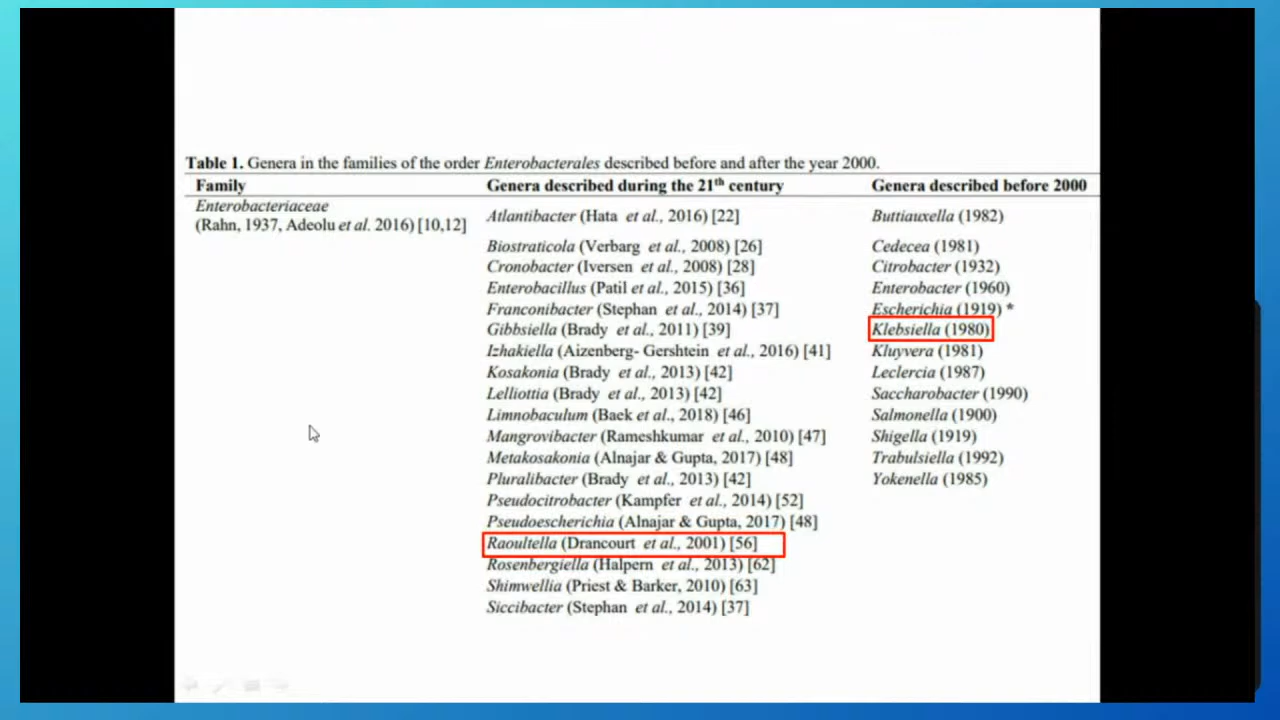 Table 1. Genera in the families of the order Enterobacterales described before and after the year 2000.
Family Genera described during the 21th century Genera described before 2000
Enterobacteriaceae
(Rahn, 1937, Adeolu et al. 2016) [10,12]
Atlantibacter (Hata et al., 2016) [22] Buttiauxella (1982)
Biostraticola (Verbarg et al., 2008) [26] Cedecea (1981)
Cronobacter (Iversen et al., 2008) [28] Citrobacter (1932)
Enterobacillus (Patil et al., 2015) [36] Enterobacter (1960)
Franconibacter (Stephan et al., 2014) [37] Escherichia (1919) *
Gibbsiella (Brady et al., 2011) [39] Klebsiella (1980)
Izhakiella (Aizenberg- Gershtein et al., 2016) [41] Kluyvera (1981)
Kosakonia (Brady et al., 2013) [42] Leclercia (1987)
Lelliottia (Brady et al., 2013) [42] Saccharobacter (1990)
Limnobaculum (Baek et al., 2018) [46] Salmonella (1900)
Mangrovibacter (Rameshkumar et al., 2010) [47] Shigella (1919)
Metakosakonia (Alnajar & Gupta, 2017) [48] Trabulsiella (1992)
Pluralibacter (Brady et al., 2013) [42] Yokenella (1985)
Pseudocitrobacter (Kampfer et al., 2014) [52]
Pseudoescherichia (Alnajar & Gupta, 2017) [48]
Raoultella (Drancourt et al., 2001) [56]
Rosenbergiella (Halpern et al., 2013) [62]
Shimwellia (Priest & Barker, 2010) [63]
Siccibacter (Stephan et al., 2014) [37]